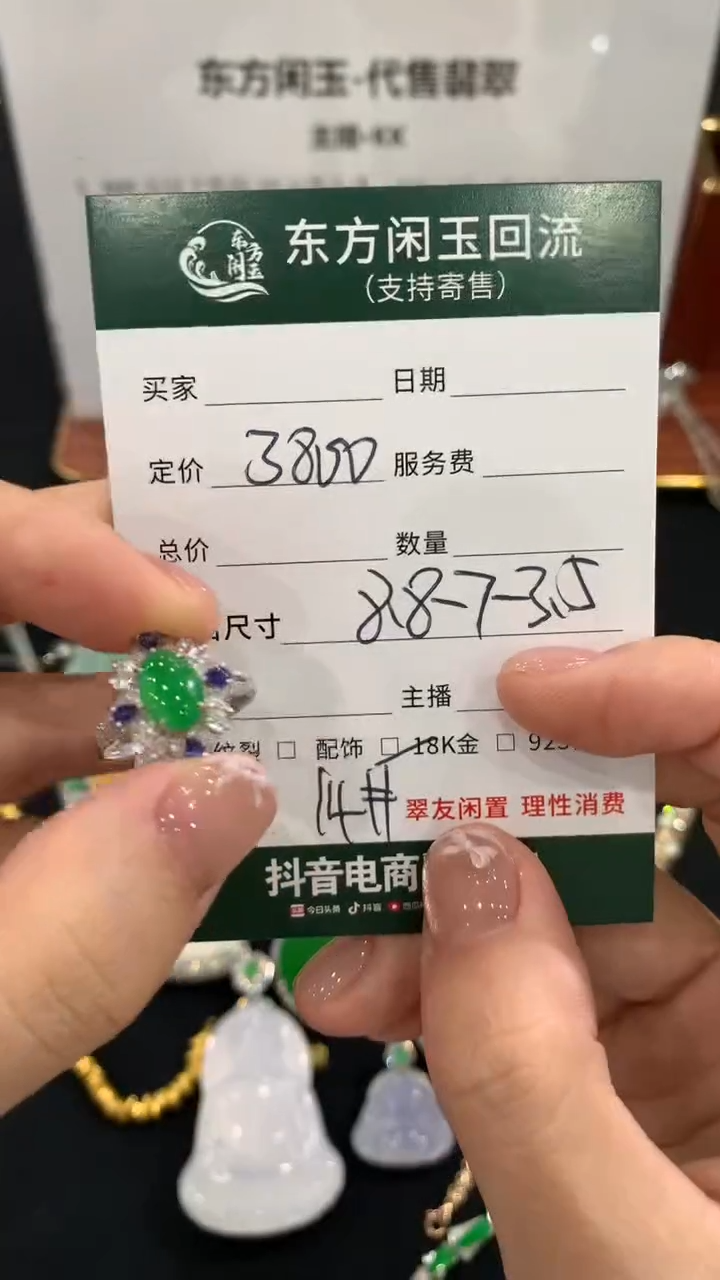 东方闲玉·代售翡翠
东方闲玉
东方闲玉回流
(支持寄售)
买家 日期
定价 3800 服务费
总价 数量
尺寸 8.8-7-3.5
主播
纹裂 □ 配饰 □ 18K金 □ 925
14# 翠友闲置 理性消费
抖音电商
今日头条 抖音